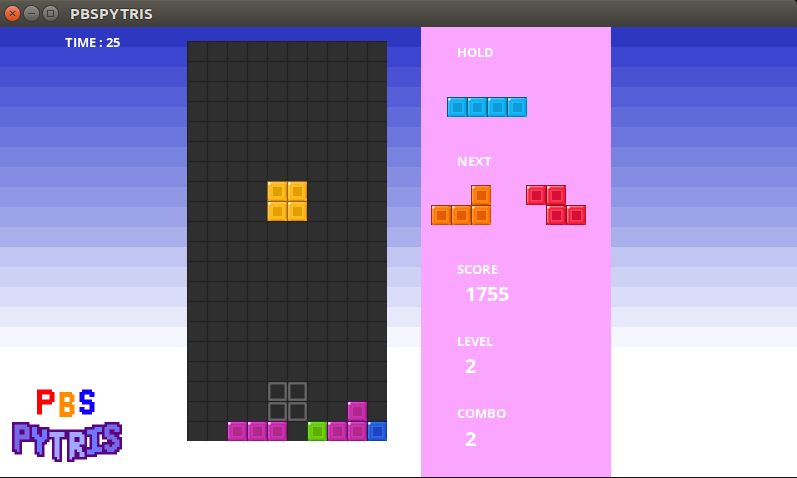 PBSPYTRIS
TIME : 25
HOLD
NEXT
SCORE
1755
LEVEL
2
COMBO
2
PBS
PYTRIS